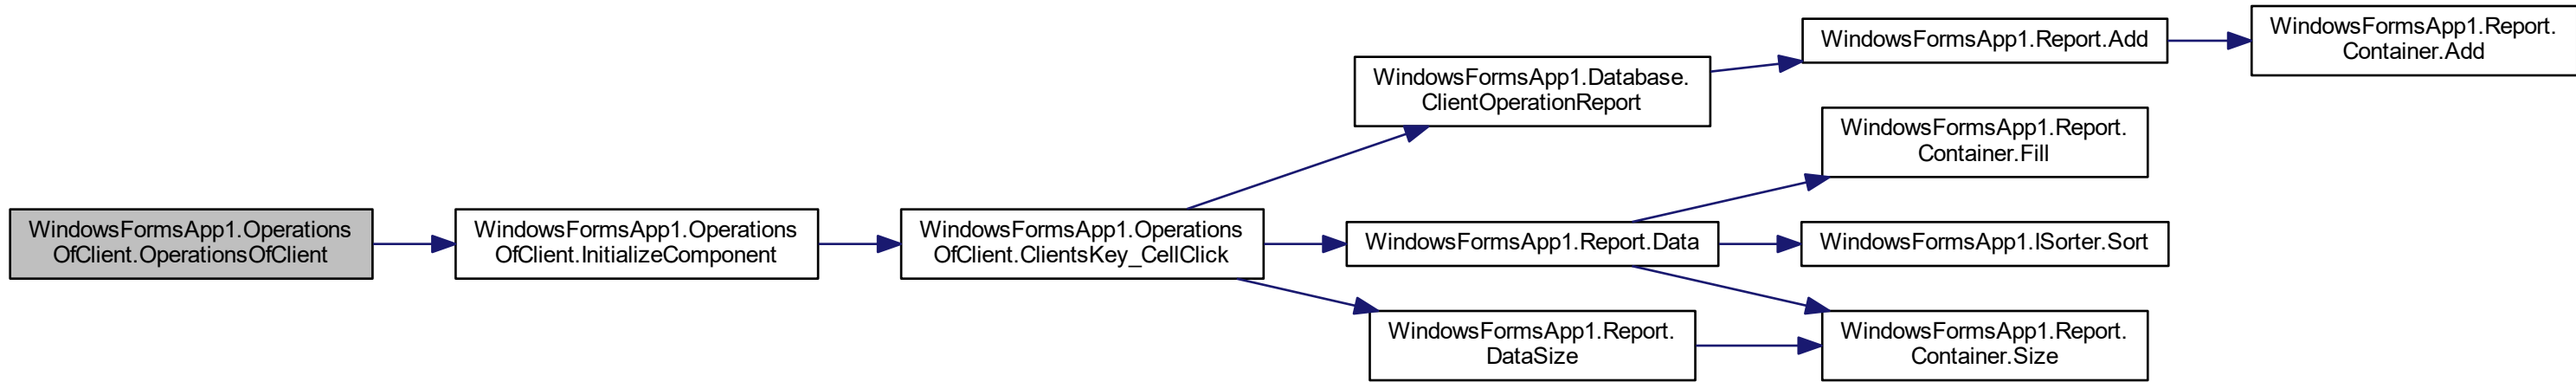 WindowsFormsApp1.Operations
OfClient.OperationsOfClient
WindowsFormsApp1.Operations
OfClient.InitializeComponent
WindowsFormsApp1.Operations
OfClient.ClientsKey_CellClick
WindowsFormsApp1.Database.
ClientOperationReport
WindowsFormsApp1.Report.Add
WindowsFormsApp1.Report.
Container.Add
WindowsFormsApp1.Report.Data
WindowsFormsApp1.Report.
Container.Fill
WindowsFormsApp1.ISorter.Sort
WindowsFormsApp1.Report.
Container.Size
WindowsFormsApp1.Report.
DataSize